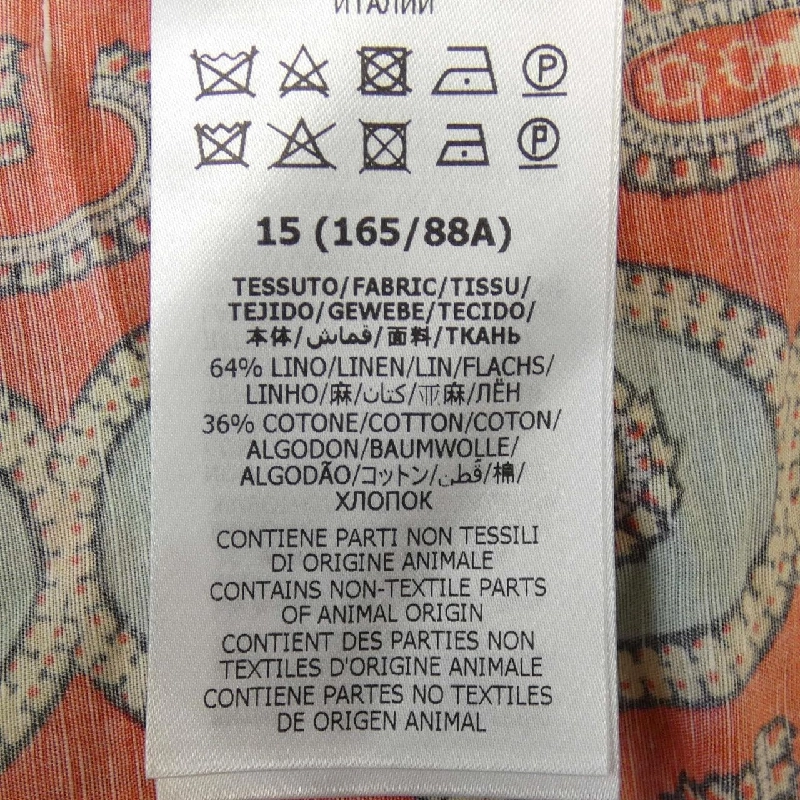 ИТАЛИИ
P
P
15 (165/88A)
TESSUTO/FABRIC/TISSU/
TEJIDO/GEWEBE/TECIDO/
本体/قماش/面料/ТКАНЬ
64% LINO/LINEN/LIN/FLACHS/
LINHO/麻/كتان/亚麻/ЛЁН
36% COTONE/COTTON/COTON/
ALGODON/BAUMWOLLE/
ALGODÃO/コットン/قطن/棉/
ХЛОПОК
CONTIENE PARTI NON TESSILI
DI ORIGINE ANIMALE
CONTAINS NON-TEXTILE PARTS
OF ANIMAL ORIGIN
CONTIENT DES PARTIES NON
TEXTILES D'ORIGINE ANIMALE
CONTIENE PARTES NO TEXTILES
DE ORIGEN ANIMAL